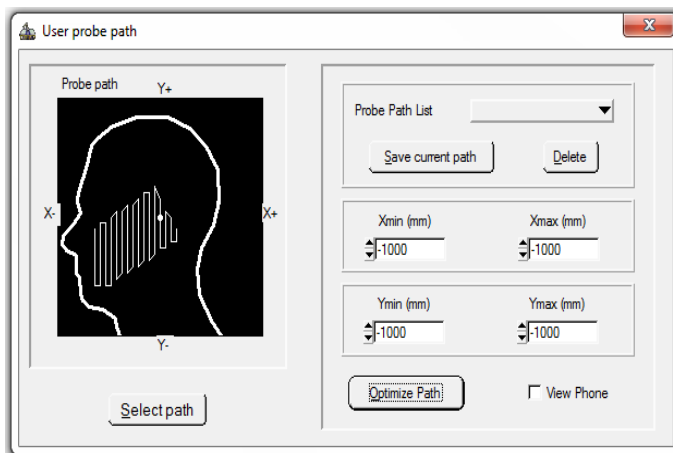 User probe path
x
Probe path
Y+
X-
X+
Y-
Select path
Probe Path List
Save current path
Delete
Xmin (mm)
Xmax (mm)
-1000
-1000
Ymin (mm)
Ymax (mm)
-1000
-1000
Optimize Path
View Phone